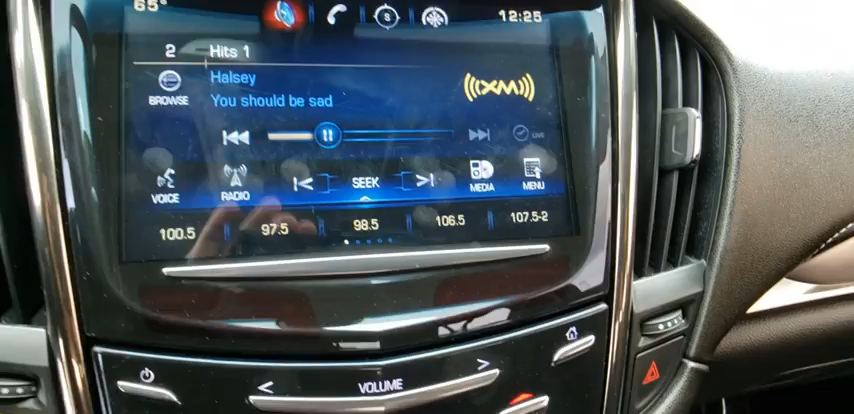 65°
12:25
2 Hits 1
Halsey
BROWSE
You should be sad
((XM))
LIVE
VOICE
RADIO
SEEK
MEDIA
MENU
100.5 97.5 98.5 106.5 107.5-2
VOLUME